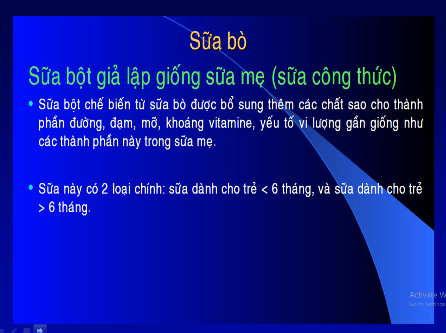 Sữa bò
Sữa bột giả lập giống sữa mẹ (sữa công thức)
• Sữa bột chế biến từ sữa bò được bổ sung thêm các chất sao cho thành
phần đường, đạm, mỡ, khoáng vitamine, yếu tố vi lượng gần giống như
các thành phần này trong sữa mẹ.
• Sữa này có 2 loại chính: sữa dành cho trẻ < 6 tháng, và sữa dành cho trẻ
> 6 tháng.
Activate W
Go to Settings